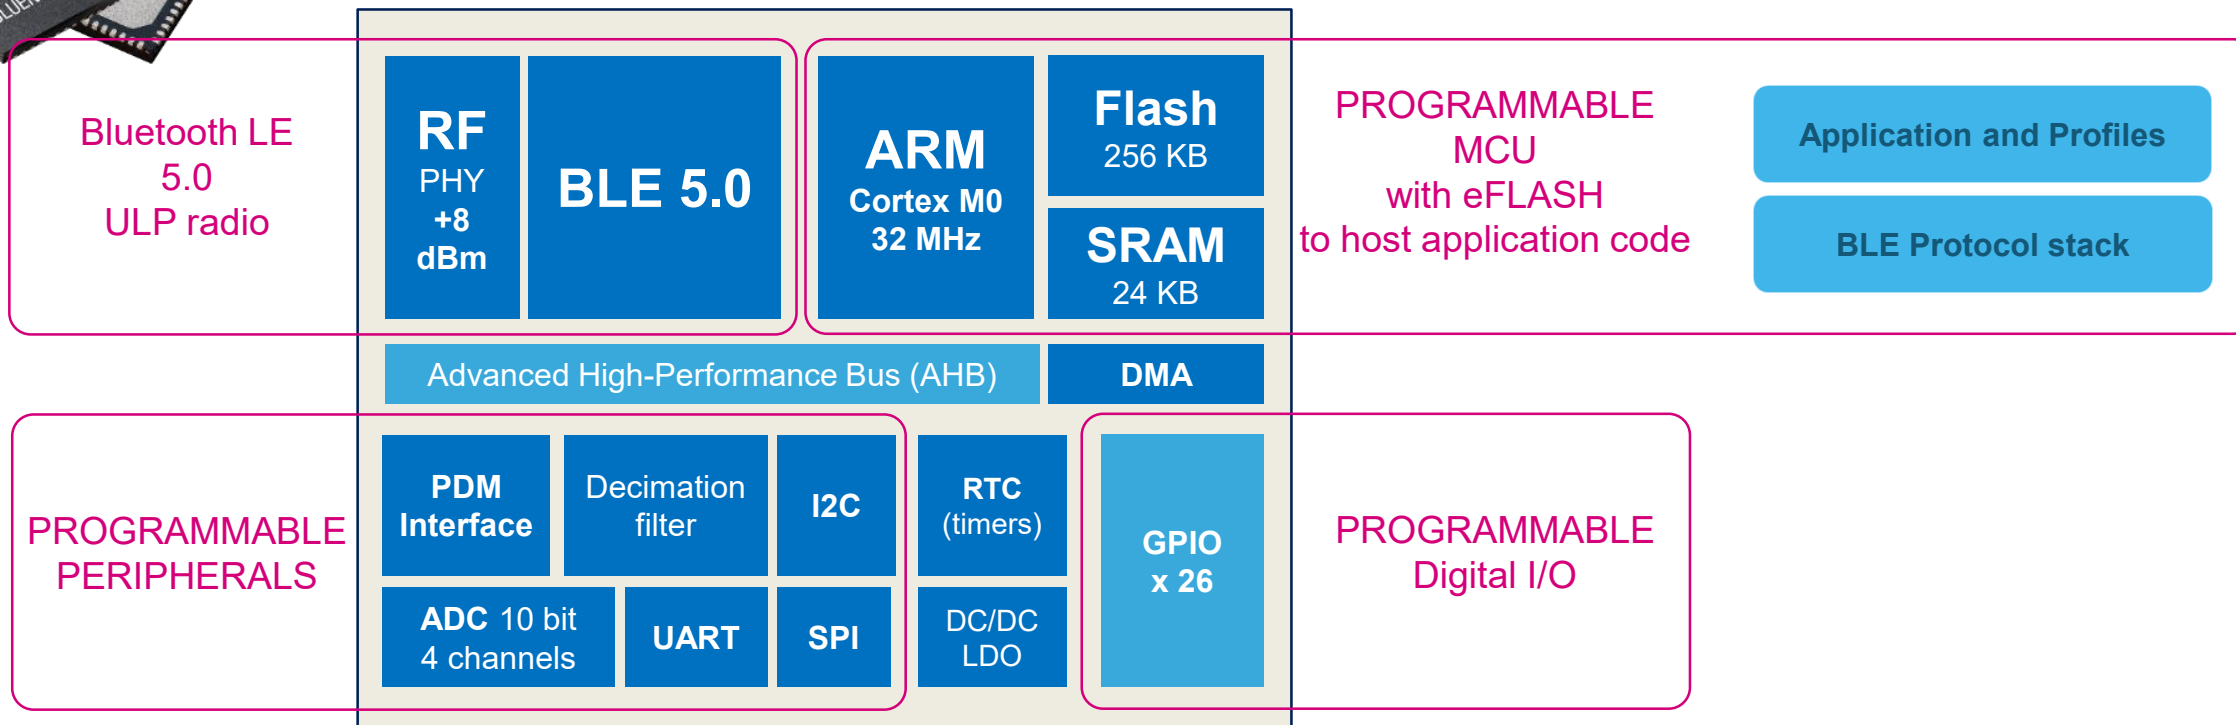 Bluetooth LE
5.0
ULP radio
RF
PHY
+8
dBm
BLE 5.0
ARM
Cortex M0
32 MHz
Flash
256 KB
SRAM
24 KB
PROGRAMMABLE
MCU
with eFLASH
to host application code
Application and Profiles
BLE Protocol stack
Advanced High-Performance Bus (AHB)
DMA
PROGRAMMABLE
PERIPHERALS
PDM
Interface
Decimation
filter
I2C
RTC
(timers)
ADC 10 bit
4 channels
UART
SPI
DC/DC
LDO
GPIO
x 26
PROGRAMMABLE
Digital I/O